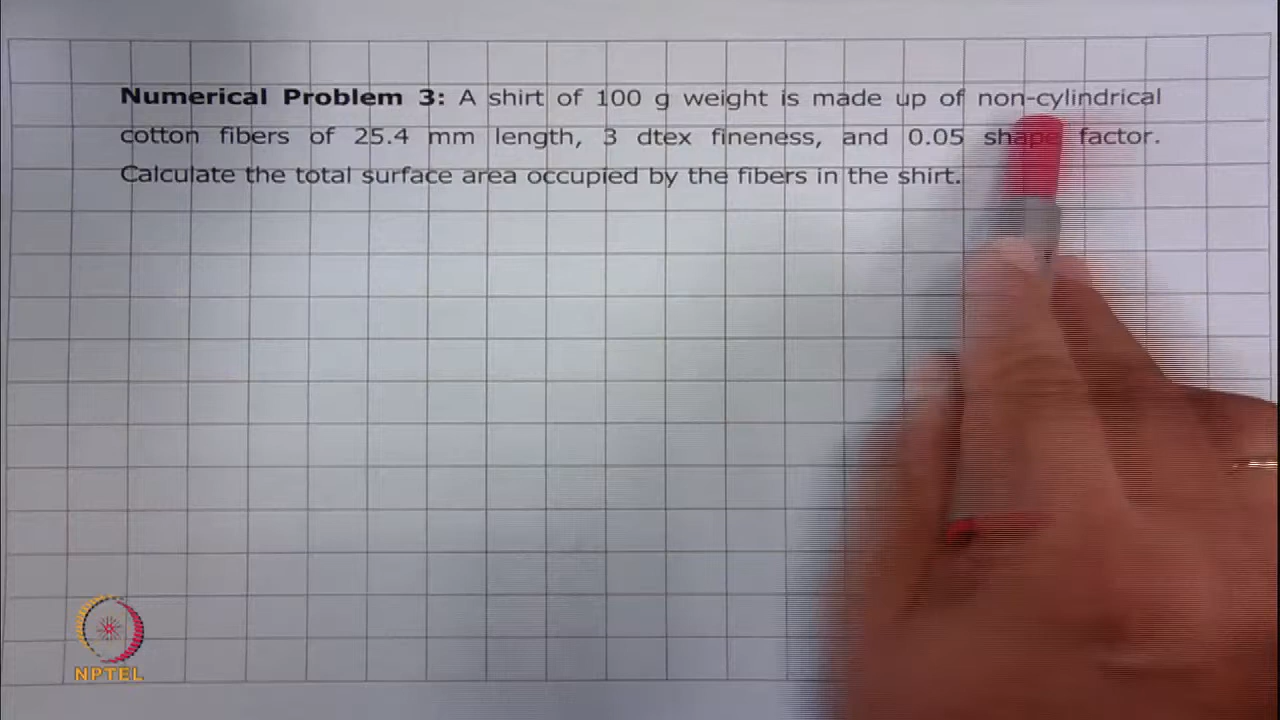 Numerical Problem 3: A shirt of 100 g weight is made up of non-cylindrical
cotton fibers of 25.4 mm length, 3 dtex fineness, and 0.05 shape factor.
Calculate the total surface area occupied by the fibers in the shirt.
NPTEL